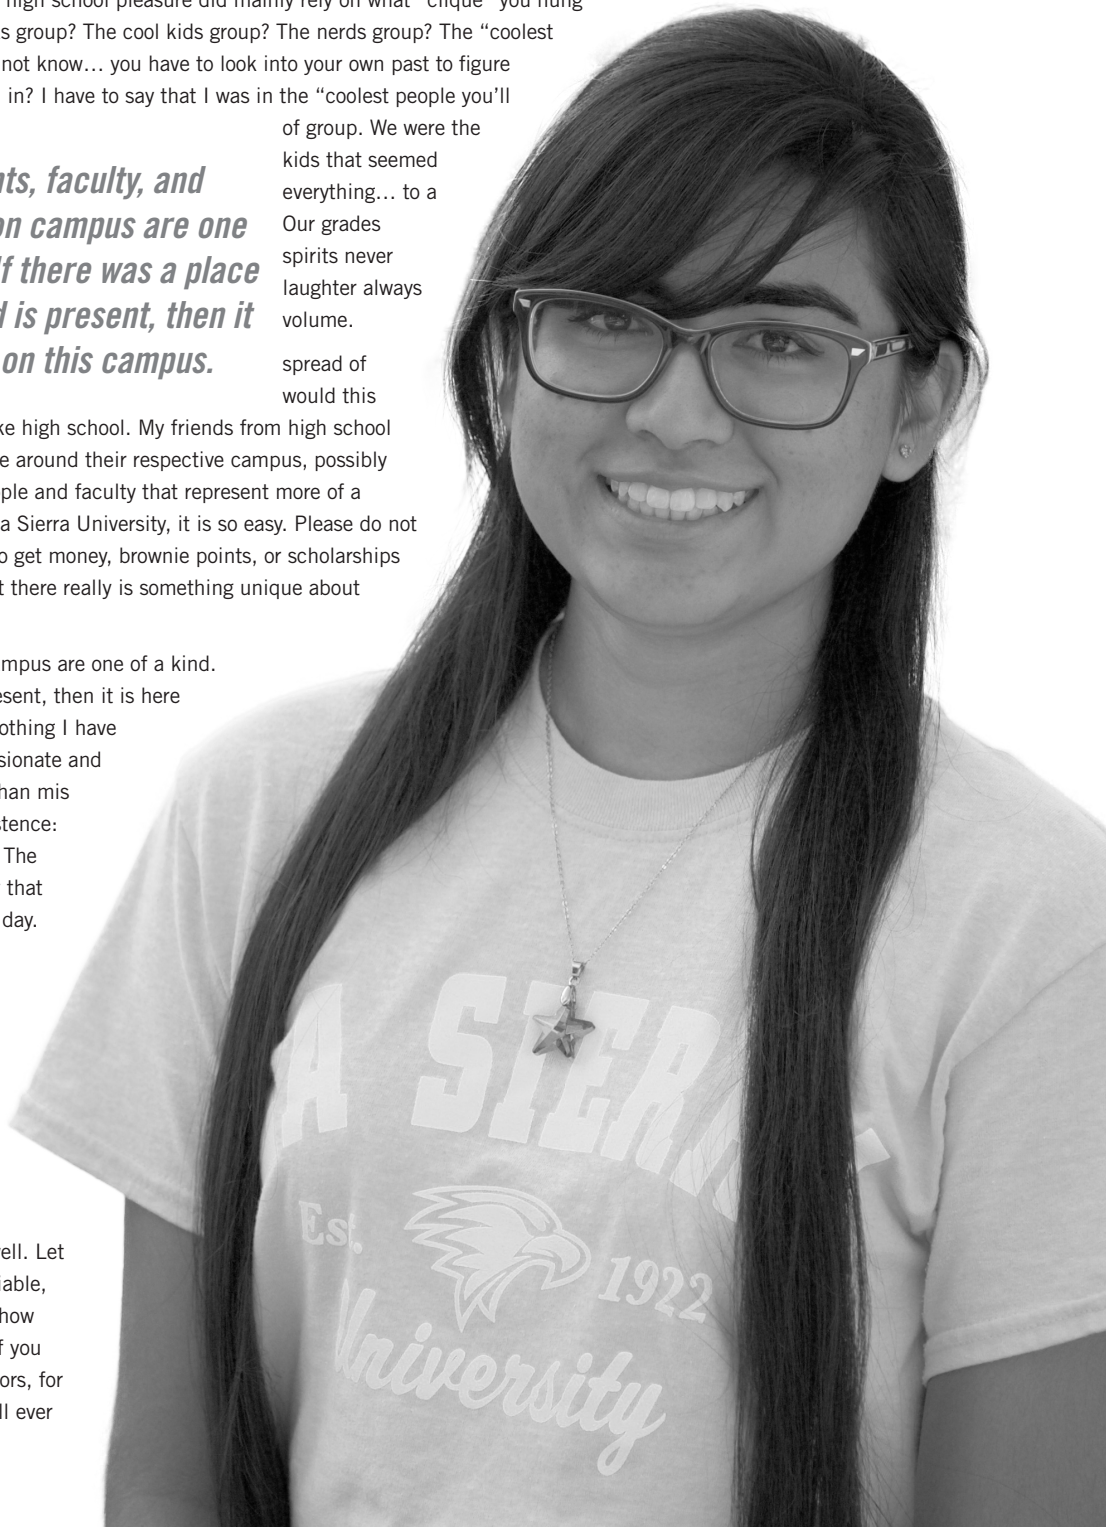 high school pleasure did mainly rely on what “clique” you hung
s group? The cool kids group? The nerds group? The “coolest
not know… you have to look into your own past to figure
in? I have to say that I was in the “coolest people you’ll
of group. We were the
kids that seemed
everything… to a
Our grades
spirits never
laughter always
volume.
spread of
would this
nts, faculty, and
on campus are one
If there was a place
d is present, then it
on this campus.
ke high school. My friends from high school
e around their respective campus, possibly
ple and faculty that represent more of a
a Sierra University, it is so easy. Please do not
o get money, brownie points, or scholarships
t there really is something unique about
mpus are one of a kind.
esent, then it is here
othing I have
sionate and
han mis
stence:
The
that
day.
ell. Let
iable,
how
f you
ors, for
ll ever
A SIERR
Est. 1922
University